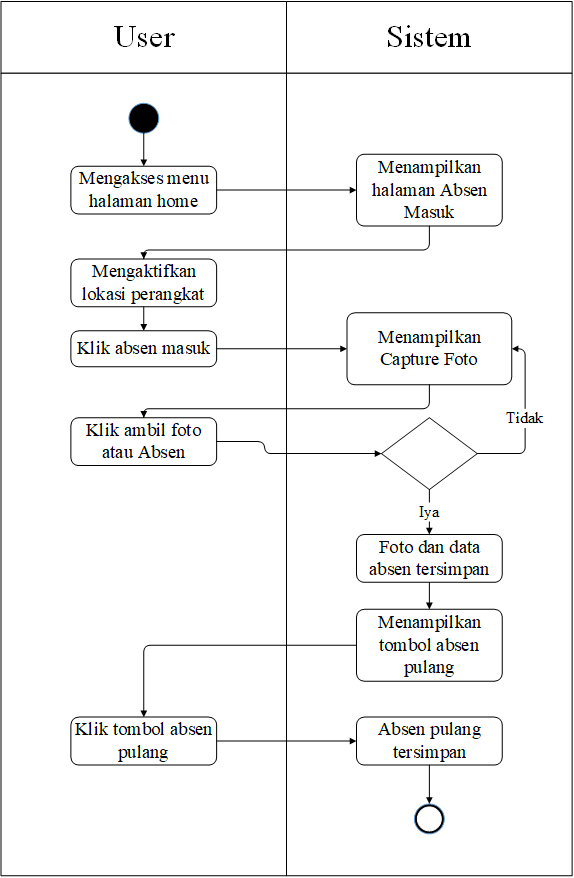 User
Sistem
Mengakses menu
halaman home
Menampilkan
halaman Absen
Masuk
Mengaktifkan
lokasi perangkat
Klik absen masuk
Menampilkan
Capture Foto
Klik ambil foto
atau Absen
Tidak
Iya
Foto dan data
absen tersimpan
Menampilkan
tombol absen
pulang
Klik tombol absen
pulang
Absen pulang
tersimpan